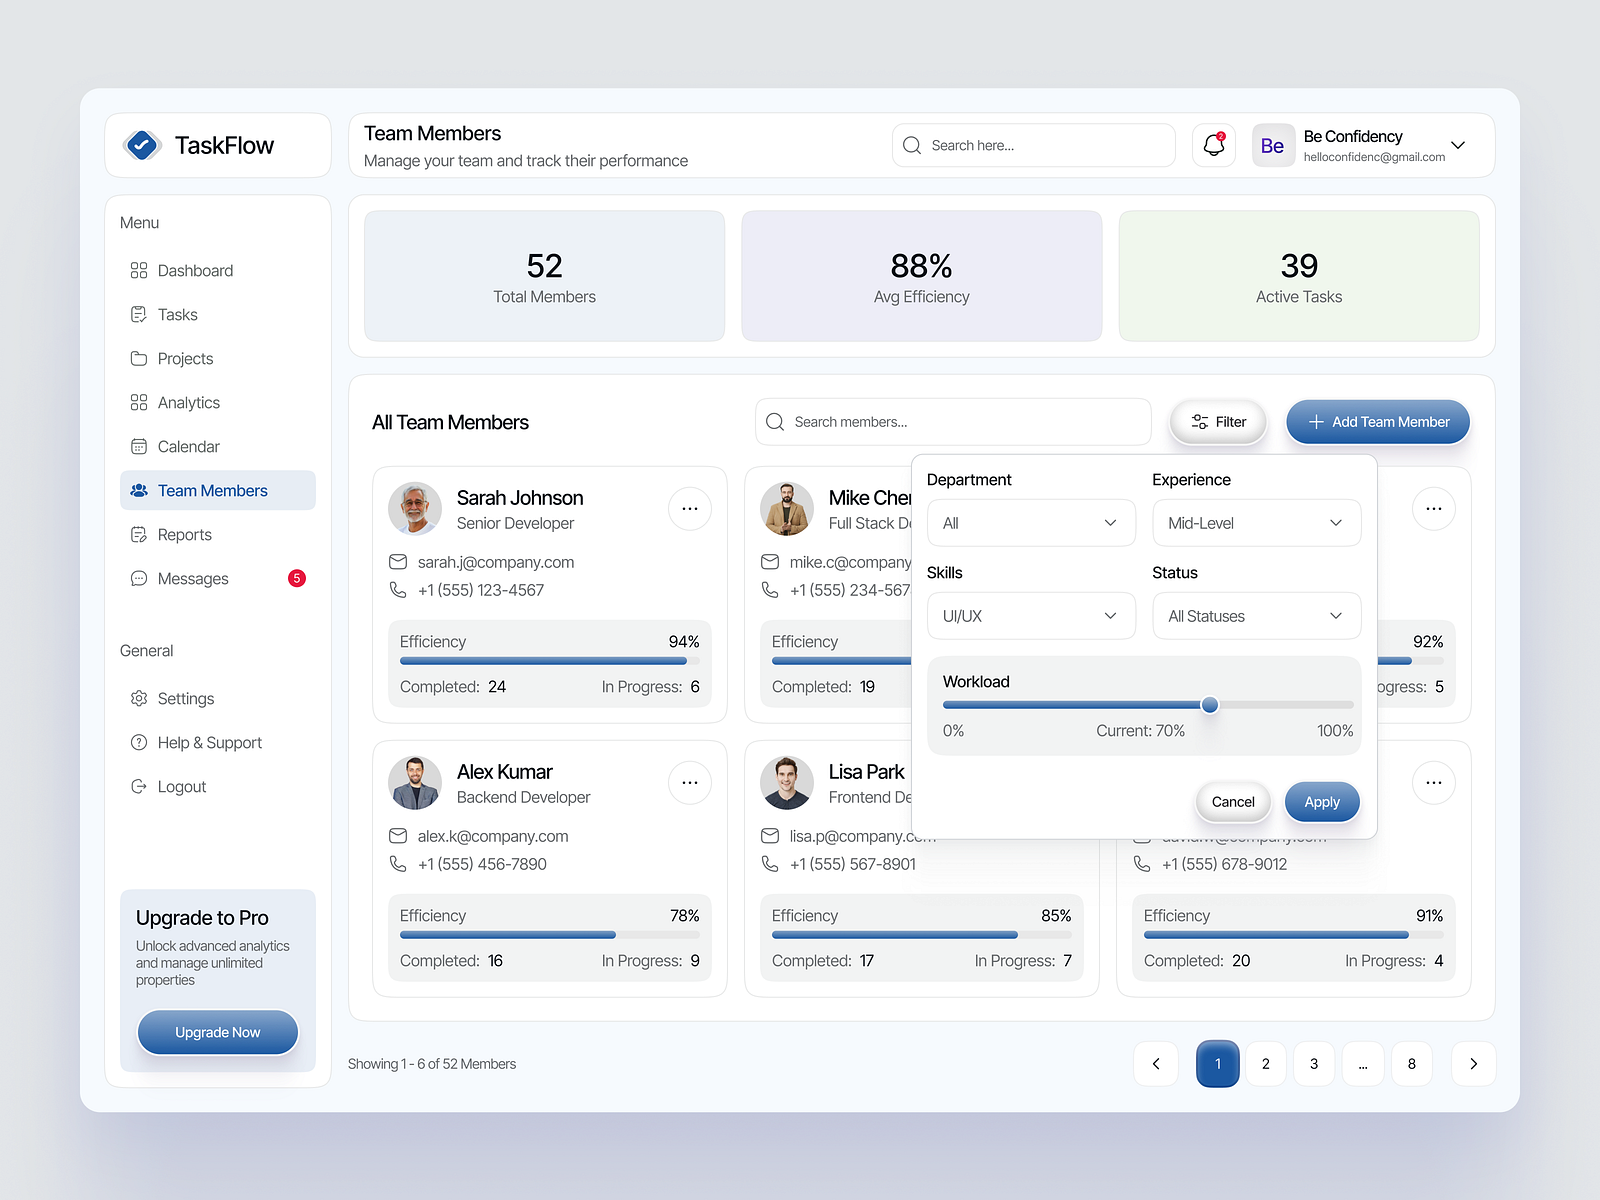 TaskFlow
Team Members
Manage your team and track their performance
Search here...
2
Be
Be Confidency
helloconfidenc@gmail.com
Menu
Dashboard
Tasks
Projects
Analytics
Calendar
Team Members
Reports
Messages
5
General
Settings
Help & Support
Logout
Upgrade to Pro
Unlock advanced analytics
and manage unlimited
properties
Upgrade Now
52
Total Members
88%
Avg Efficiency
39
Active Tasks
All Team Members
Search members...
Filter
Add Team Member
Sarah Johnson
Senior Developer
sarah.j@company.com
+1 (555) 123-4567
Efficiency 94%
Completed: 24 In Progress: 6
Mike Cher
Full Stack De
mike.c@company
+1 (555) 234-567
Efficiency
Completed: 19
92%
ogress: 5
Department
All
Experience
Mid-Level
Skills
UI/UX
Status
All Statuses
Workload
0% Current: 70% 100%
Cancel
Apply
Alex Kumar
Backend Developer
alex.k@company.com
+1 (555) 456-7890
Efficiency 78%
Completed: 16 In Progress: 9
Lisa Park
Frontend De
lisa.p@company.com
+1 (555) 567-8901
Efficiency 85%
Completed: 17 In Progress: 7
+1 (555) 678-9012
Efficiency 91%
Completed: 20 In Progress: 4
Showing 1 - 6 of 52 Members
1 2 3 ... 8